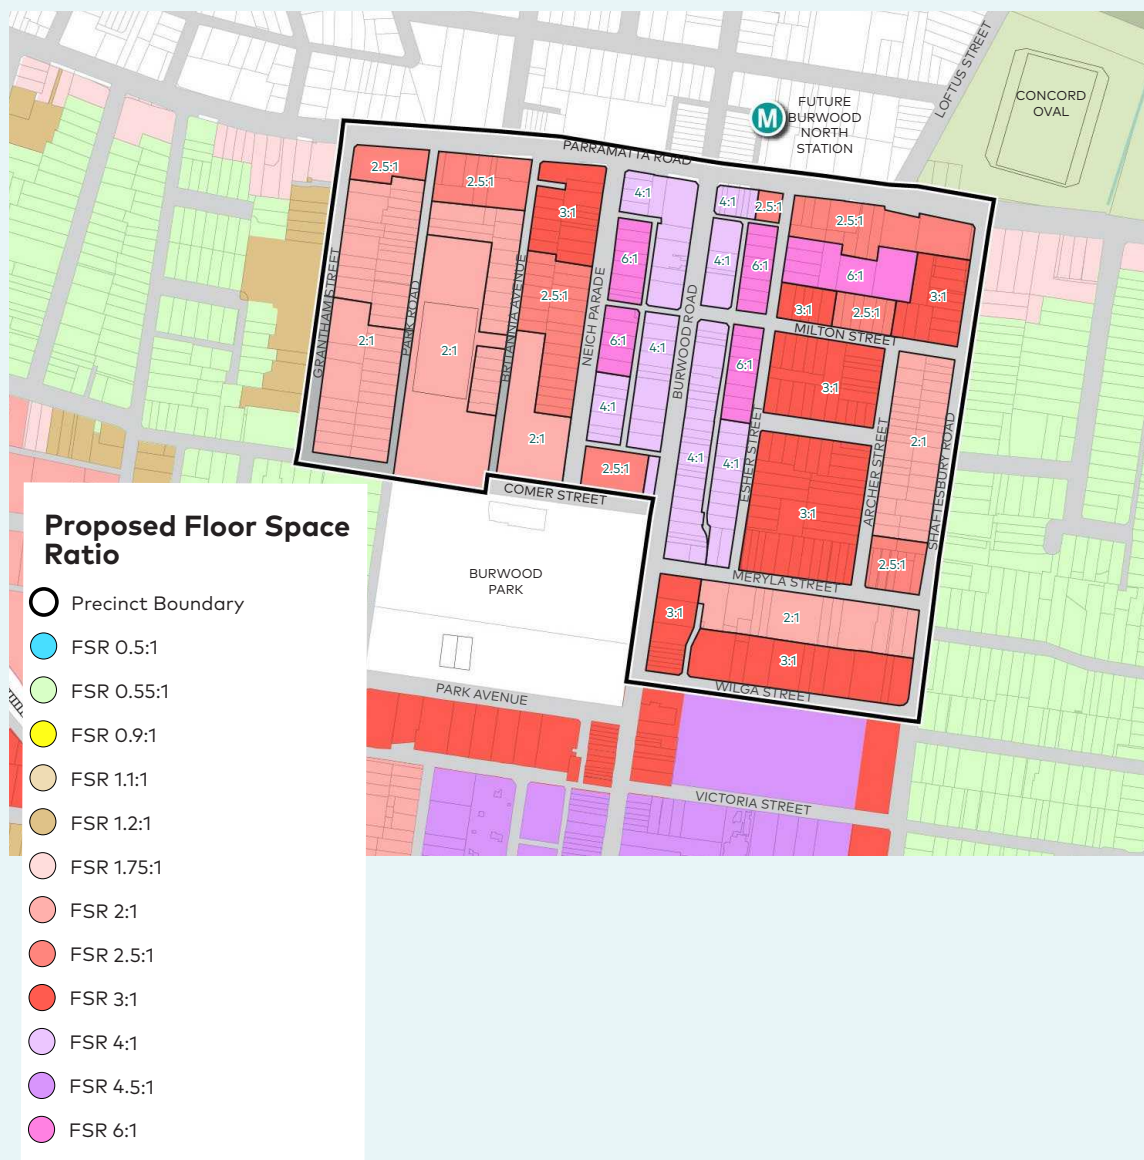 LOFTUS STREET
CONCORD
OVAL
M
FUTURE
BURWOOD
NORTH
STATION
PARRAMATTA ROAD
2.5:1
2.5:1
3:1
4:1
4:1
2.5:1
2.5:1
6:1
4:1
6:1
6:1
3:1
2.5:1
3:1
2.5:1
GRANTHAM STREET
PARK ROAD
BRITANNIA AVENUE
NEICH PARADE
BURWOOD ROAD
MILTON STREET
2:1
2:1
6:1
4:1
6:1
3:1
4:1
2:1
2:1
4:1
4:1
2.5:1
ESHER STREET
ARCHER STREET
SHAFTESBURY ROAD
COMER STREET
3:1
2.5:1
MERYLA STREET
BURWOOD
PARK
3:1
2:1
3:1
WILGA STREET
PARK AVENUE
VICTORIA STREET
Proposed Floor Space
Ratio
Precinct Boundary
FSR 0.5:1
FSR 0.55:1
FSR 0.9:1
FSR 1.1:1
FSR 1.2:1
FSR 1.75:1
FSR 2:1
FSR 2.5:1
FSR 3:1
FSR 4:1
FSR 4.5:1
FSR 6:1